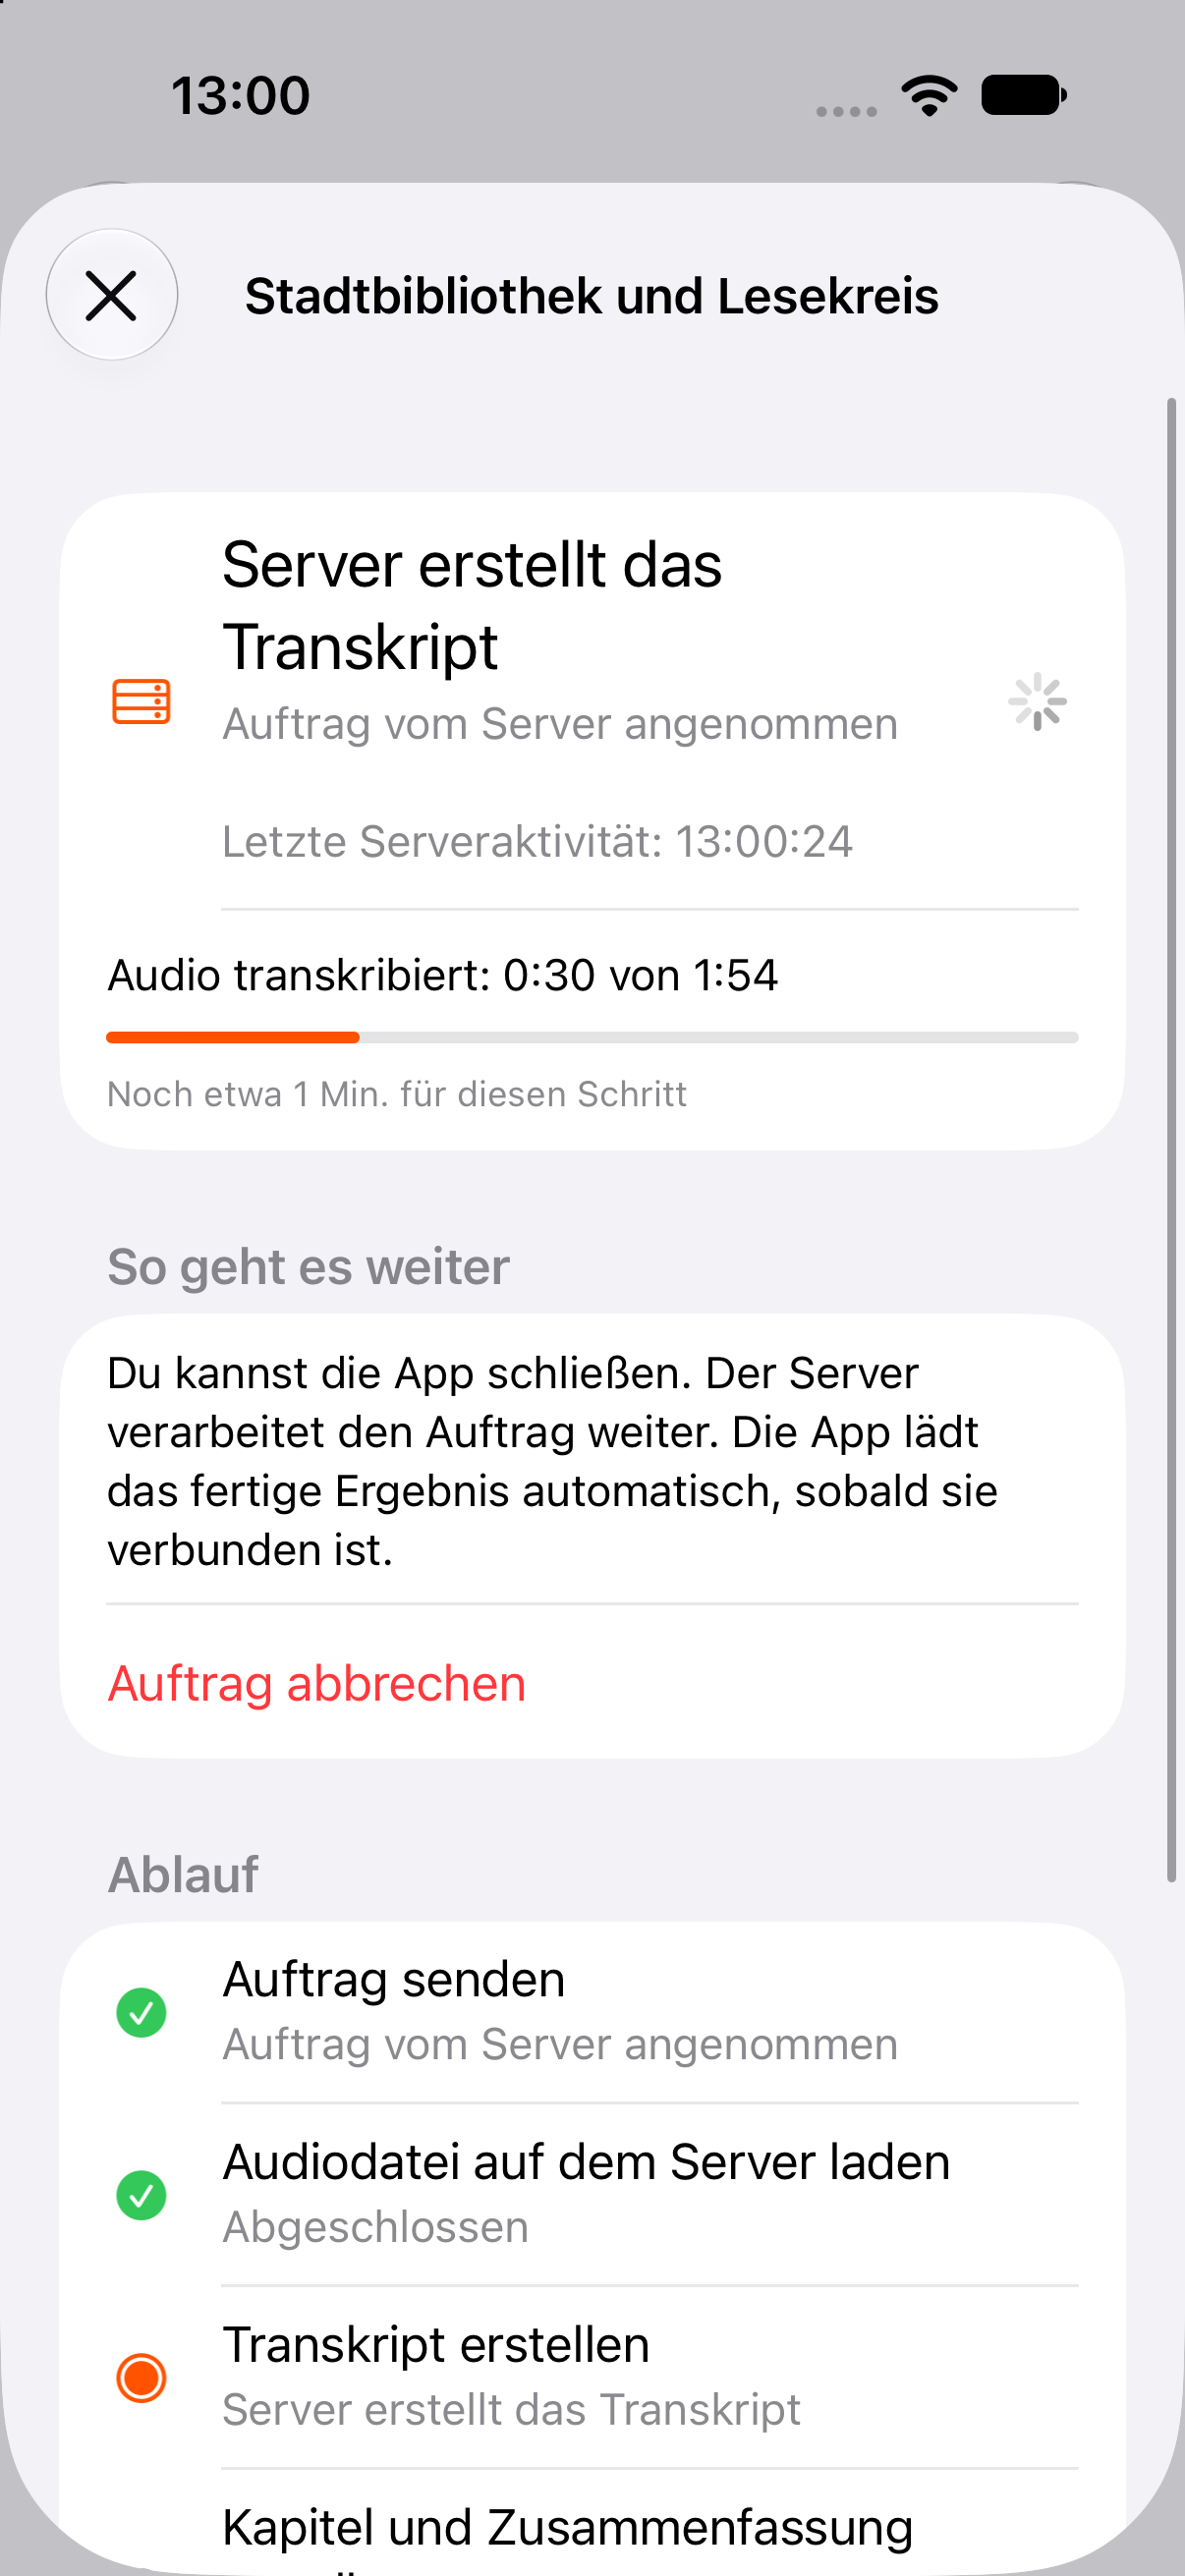 13:00
Stadtbibliothek und Lesekreis
Server erstellt das
Transkript
Auftrag vom Server angenommen
Letzte Serveraktivität: 13:00:24
Audio transkribiert: 0:30 von 1:54
Noch etwa 1 Min. für diesen Schritt
So geht es weiter
Du kannst die App schließen. Der Server
verarbeitet den Auftrag weiter. Die App lädt
das fertige Ergebnis automatisch, sobald sie
verbunden ist.
Auftrag abbrechen
Ablauf
Auftrag senden
Auftrag vom Server angenommen
Audiodatei auf dem Server laden
Abgeschlossen
Transkript erstellen
Server erstellt das Transkript
Kapitel und Zusammenfassung